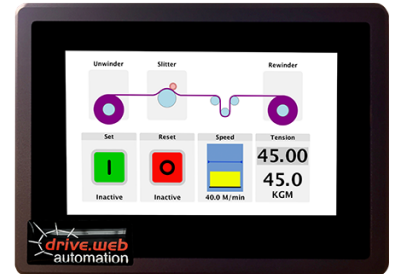 Unwinder Slitter Rewinder
Set Reset Speed Tension
45.00
45.0
KGM
Inactive Inactive 40.0 M/min
drive.web
automation